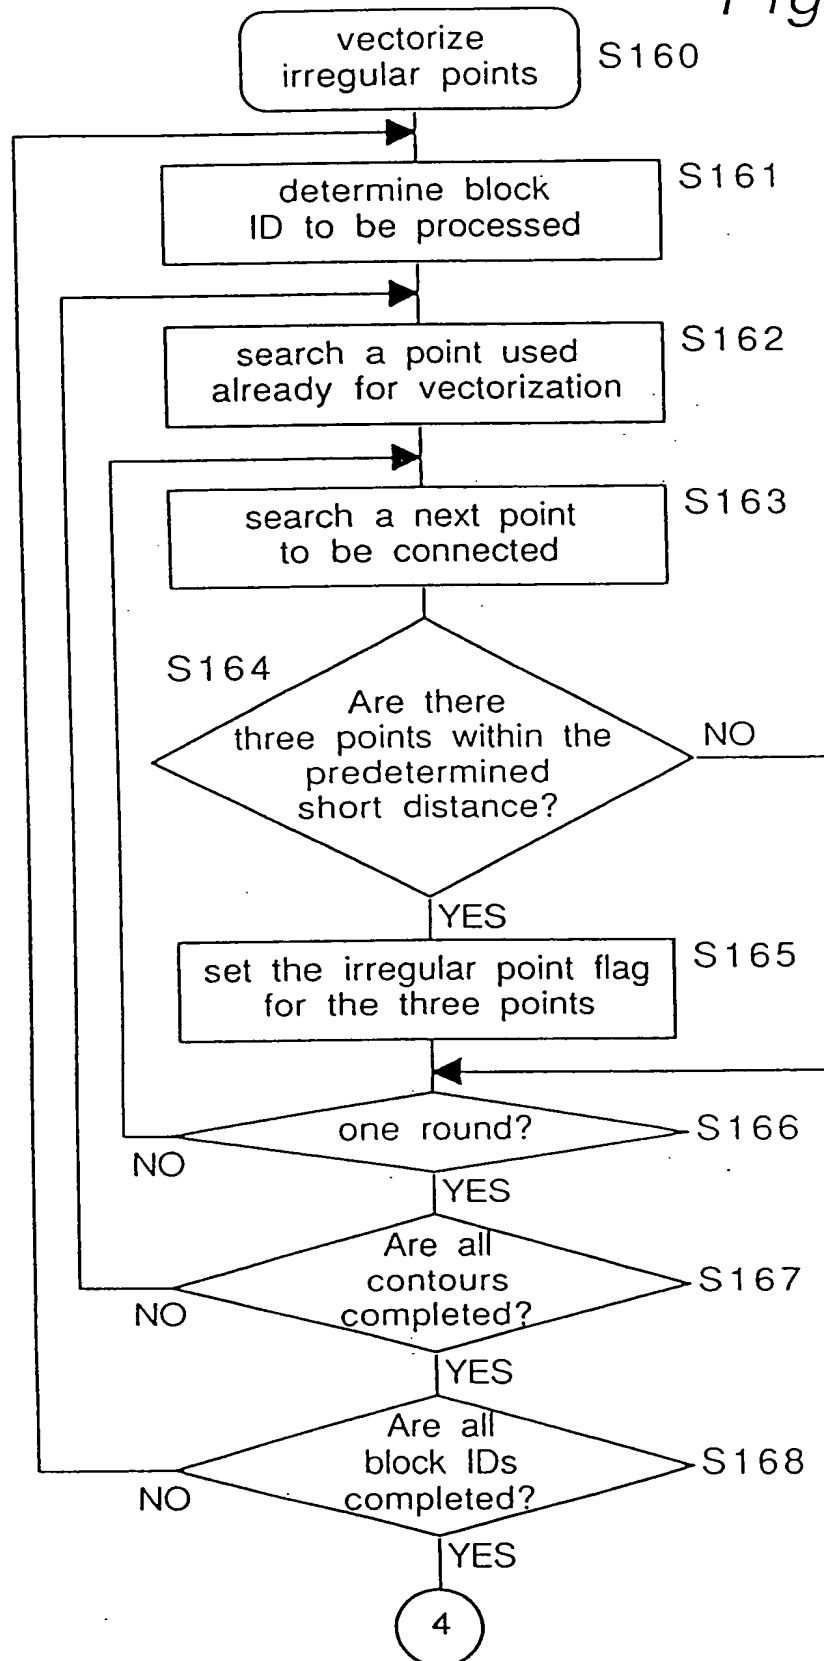 Fig
vectorize
irregular points
S160
determine block
ID to be processed
S161
search a point used
already for vectorization
S162
search a next point
to be connected
S163
S164
Are there
three points within the
predetermined
short distance?
NO
YES
set the irregular point flag
for the three points
S165
one round?
S166
NO
YES
Are all
contours
completed?
S167
NO
YES
Are all
block IDs
completed?
S168
NO
YES
4